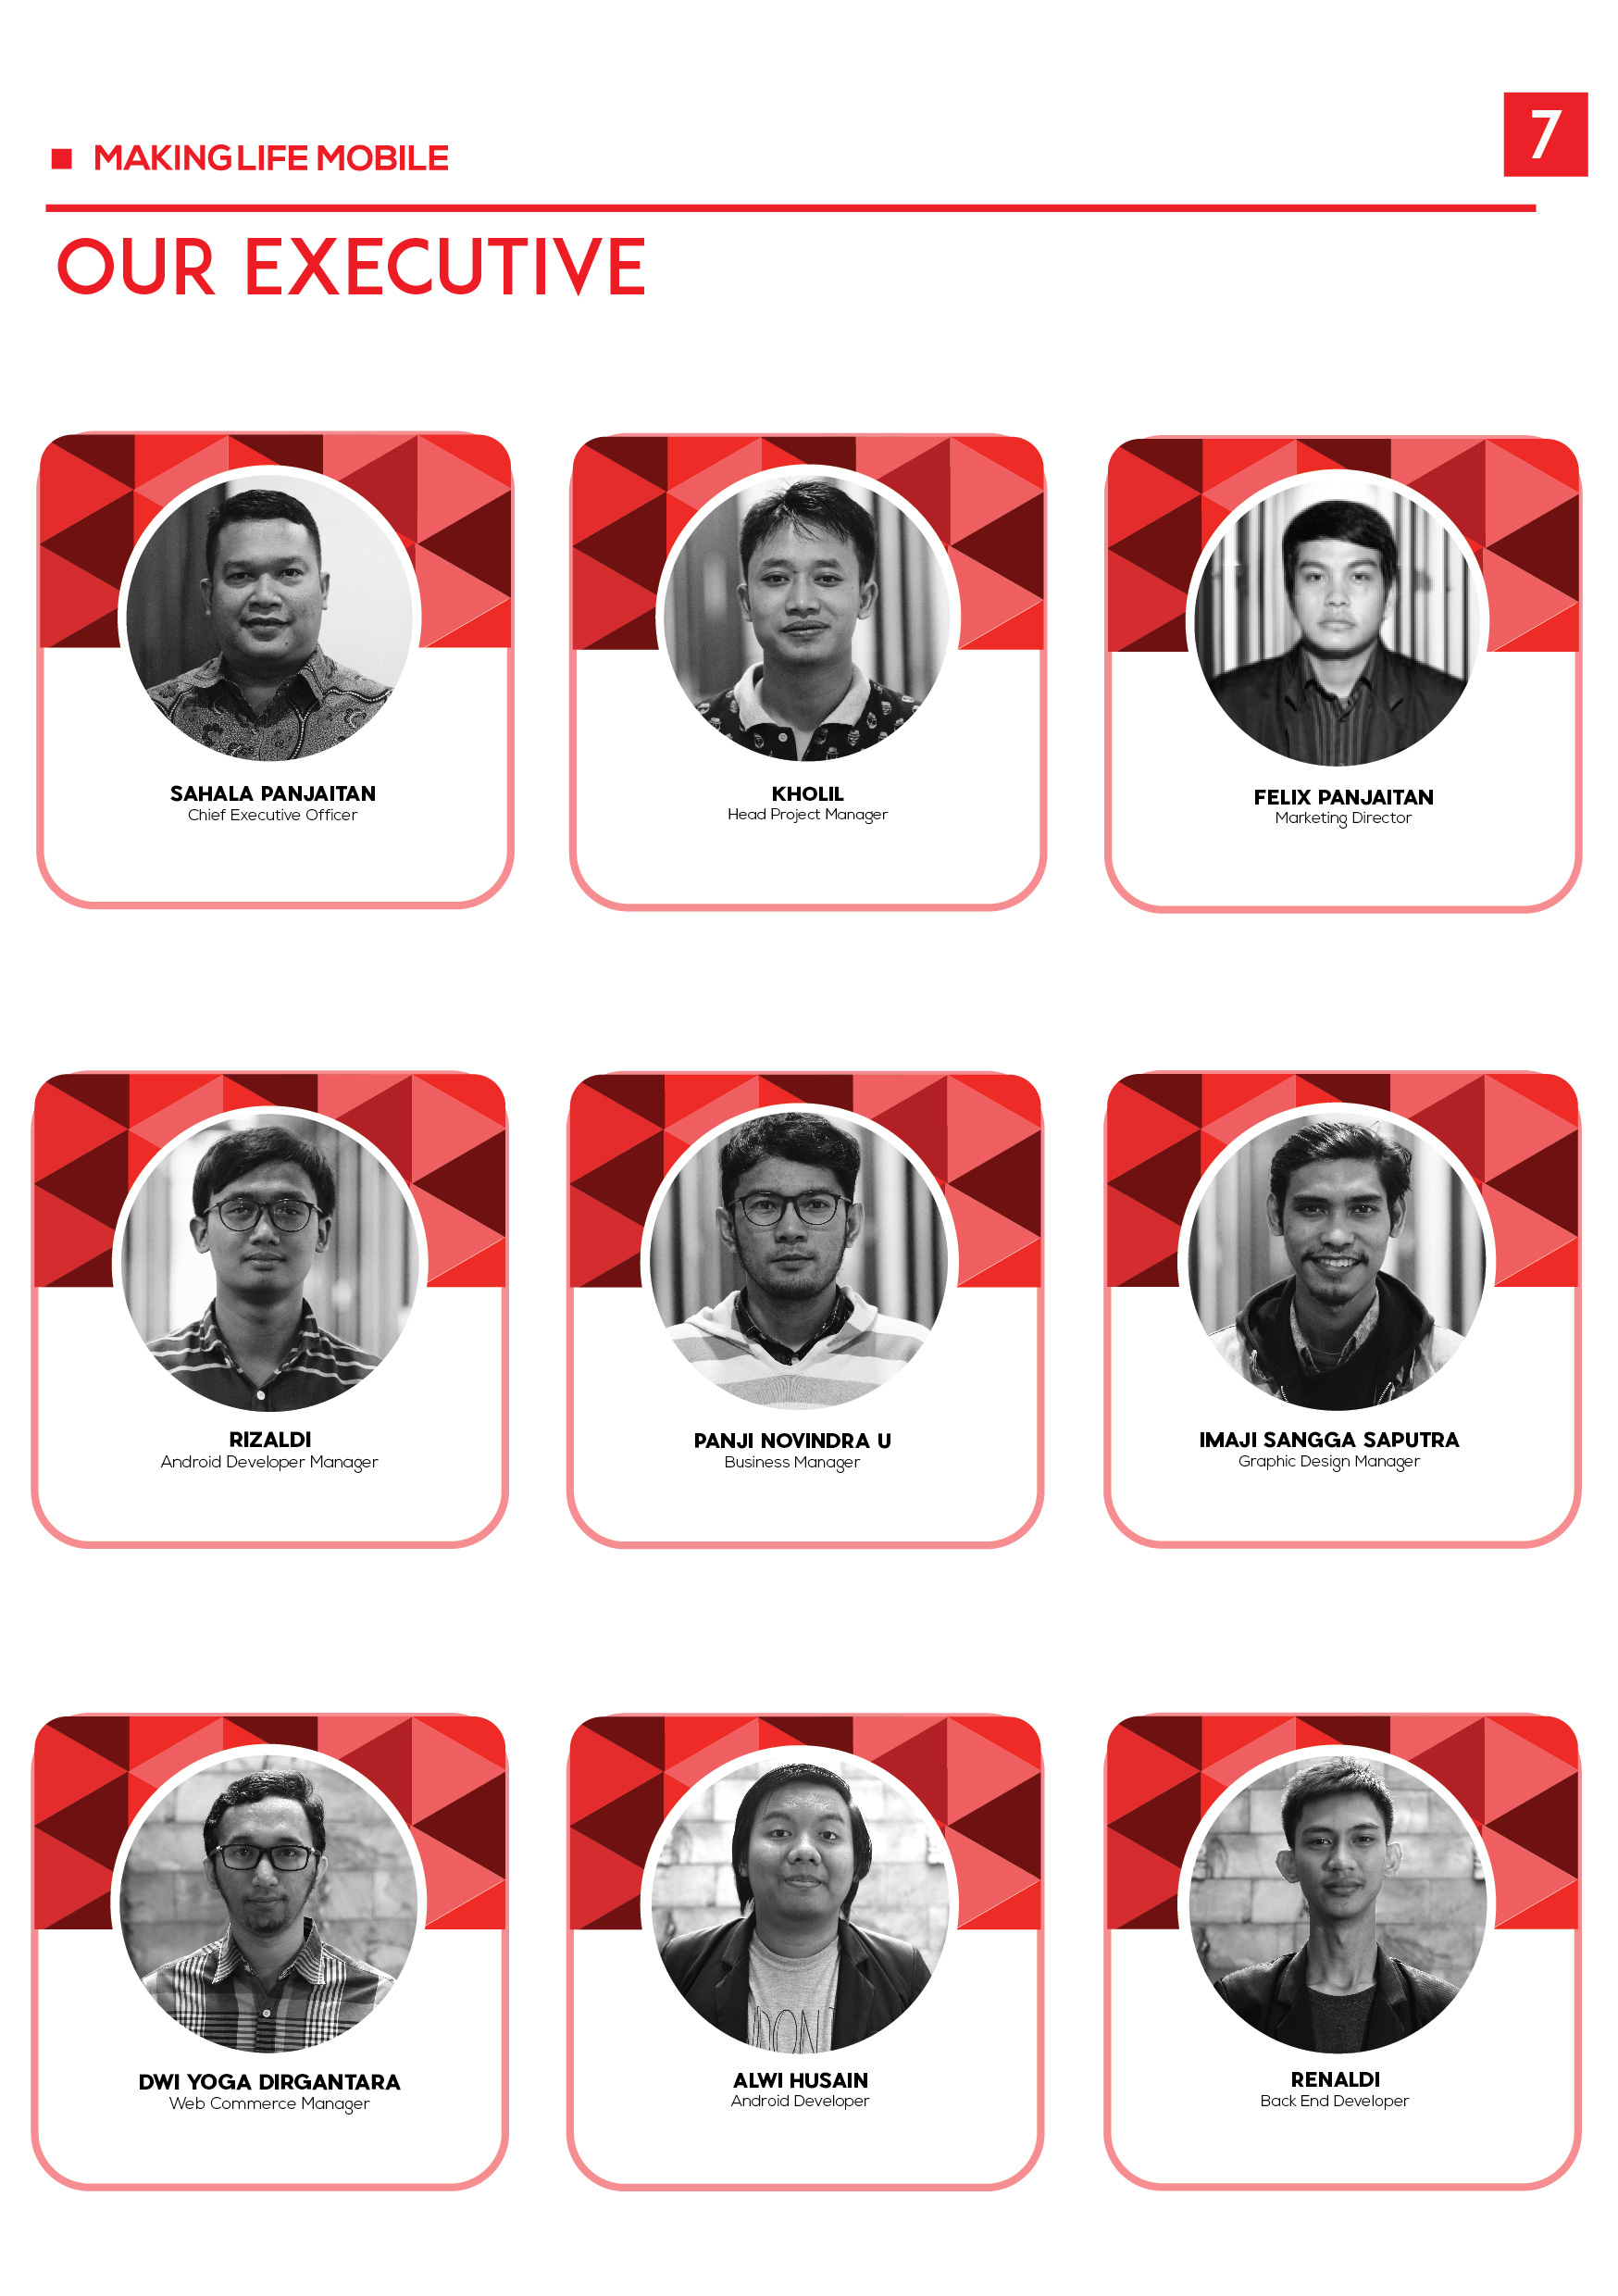 7
MAKING LIFE MOBILE
OUR EXECUTIVE
SAHALA PANJAITAN
Chief Executive Officer
KHOLIL
Head Project Manager
FELIX PANJAITAN
Marketing Director
RIZALDI
Android Developer Manager
PANJI NOVINDRA U
Business Manager
IMAJI SANGGA SAPUTRA
Graphic Design Manager
DWI YOGA DIRGANTARA
Web Commerce Manager
ALWI HUSAIN
Android Developer
RENALDI
Back End Developer